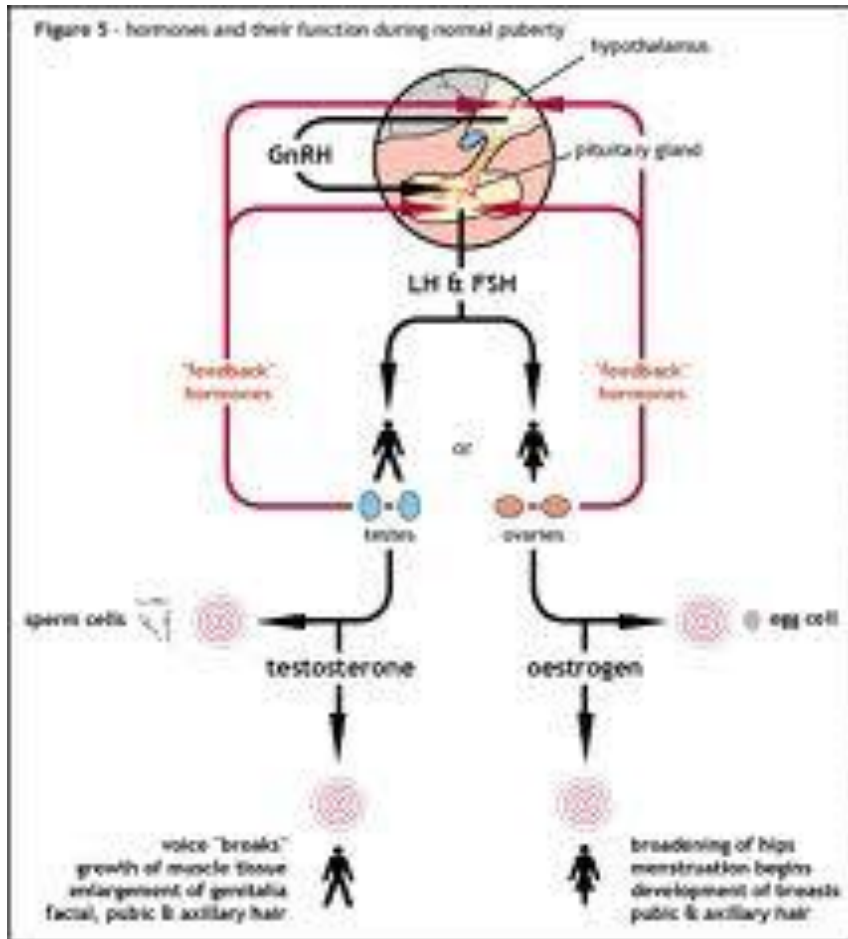 Figure 5 - hormones and their function during normal puberty
hypothalamus
GnRH
pituitary gland
LH & FSH
"feedback"
hormones
"feedback"
hormones
or
testes
ovaries
sperm cells
egg cell
testosterone
oestrogen
voice "breaks"
growth of muscle tissue
enlargement of genitalia
facial, pubic & axillary hair
broadening of hips
menstruation begins
development of breasts
pubic & axillary hair